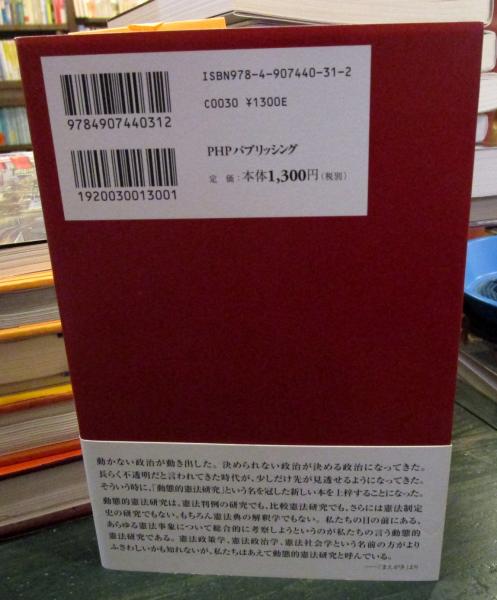 ISBN978-4-907440-31-2
C0030 ¥1300E
9784907440312
PHPパブリッシング
定 価：本体1,300円（税別）
1920030013001
動かない政治が動き出した。決められない政治が決める政治になってきた。
長らく不透明だと言われてきた時代が、少しだけ先が見透せるようになってきた。
そういう時に、「動態的憲法研究」という名を冠した新しい本を上梓することになった。
動態的憲法研究は、憲法判例の研究でも、比較憲法研究でも、さらには憲法制定
史の研究でもない。もちろん憲法典の解釈学でもない。私たちの目の前にある、
あらゆる憲法事象について総合的に考察しようというのが私たちの言う動態的
憲法研究である。憲法政策学、憲法政治学、憲法社会学という名前の方がより
ふさわしいかも知れないが、私たちはあえて動態的憲法研究と呼んでいる。
――「まえがき」より